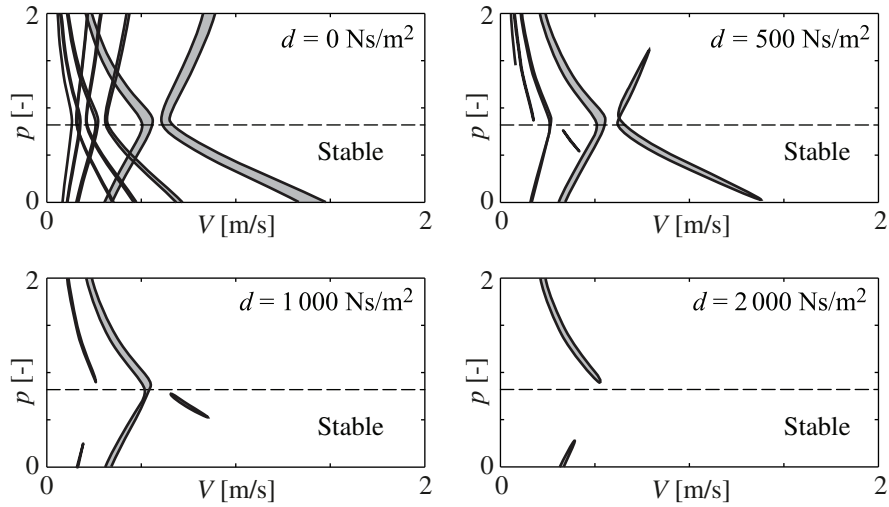 2
p [-]
0
0
V [m/s]
2
d = 0 Ns/m²
Stable
2
p [-]
0
0
V [m/s]
2
d = 500 Ns/m²
Stable
2
p [-]
0
0
V [m/s]
2
d = 1 000 Ns/m²
Stable
2
p [-]
0
0
V [m/s]
2
d = 2 000 Ns/m²
Stable